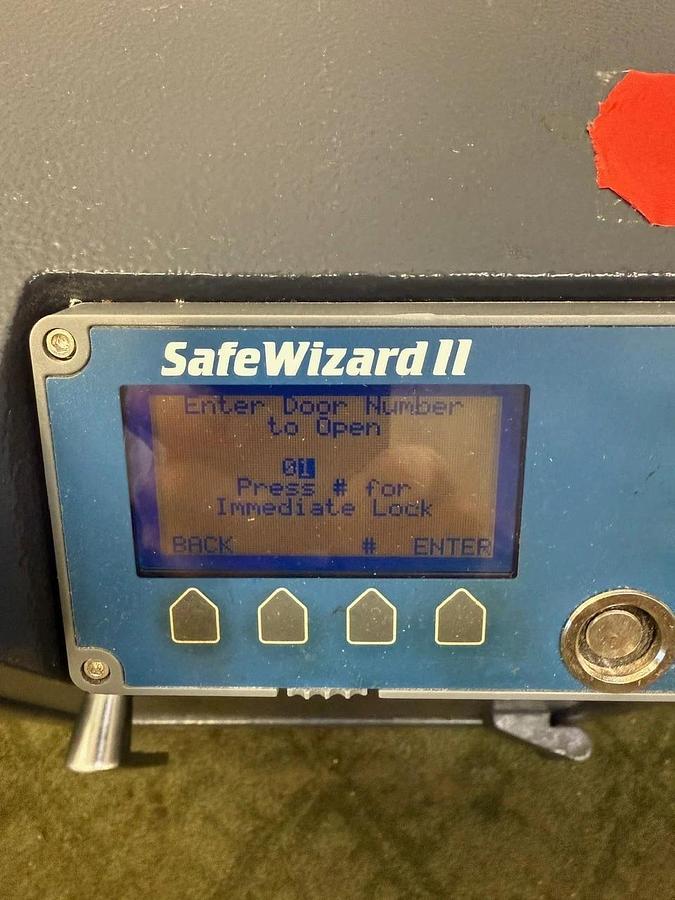 SafeWizard II
Enter Door Number
to Open
01
Press # for
Immediate Lock
BACK # ENTER